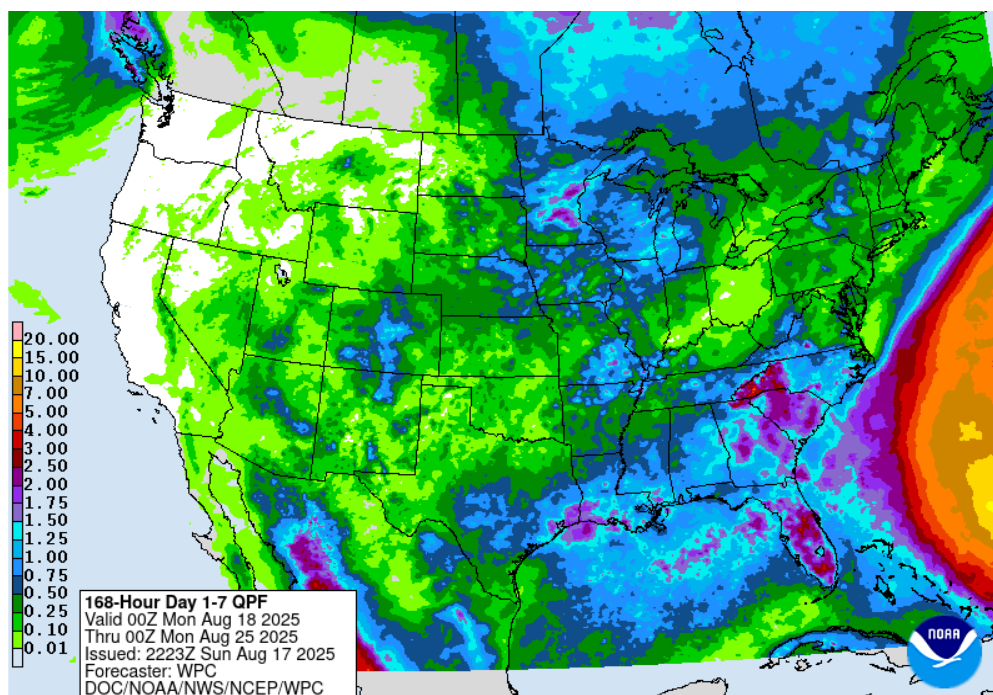 20.00
15.00
10.00
7.00
5.00
4.00
3.00
2.50
2.00
1.75
1.50
1.25
1.00
0.75
0.50
0.25
0.10
0.01
168-Hour Day 1-7 QPF
Valid 00Z Mon Aug 18 2025
Thru 00Z Mon Aug 25 2025
Issued: 2223Z Sun Aug 17 2025
Forecaster: WPC
DOC/NOAA/NWS/NCEP/WPC
NOAA